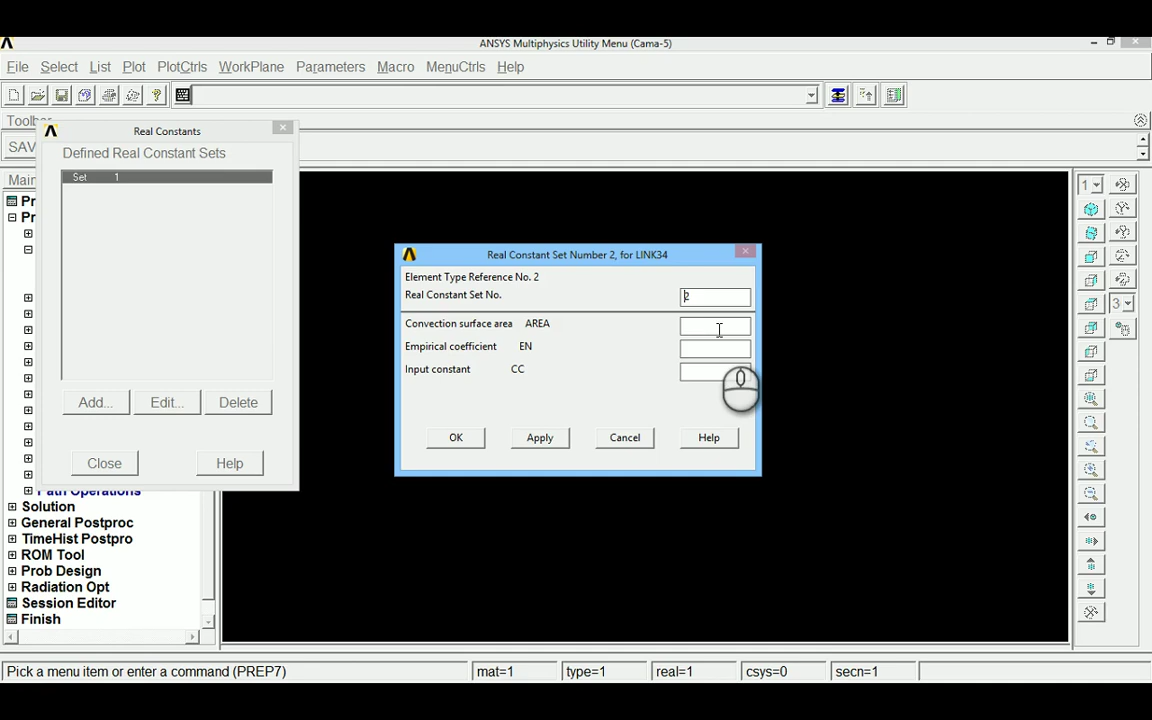 ANSYS Multiphysics Utility Menu (Cama-5)
File Select List Plot PlotCtrls WorkPlane Parameters Macro MenuCtrls Help
Real Constants
SAV
Defined Real Constant Sets
Set 1
Add... Edit... Delete
Close Help
Real Constant Set Number 2, for LINK34
Element Type Reference No. 2
Real Constant Set No. 2
Convection surface area AREA
Empirical coefficient EN
Input constant CC
OK Apply Cancel Help
1
3
Path Operations
Solution
General Postproc
TimeHist Postpro
ROM Tool
Prob Design
Radiation Opt
Session Editor
Finish
Pick a menu item or enter a command (PREP7) mat=1 type=1 real=1 csys=0 secn=1